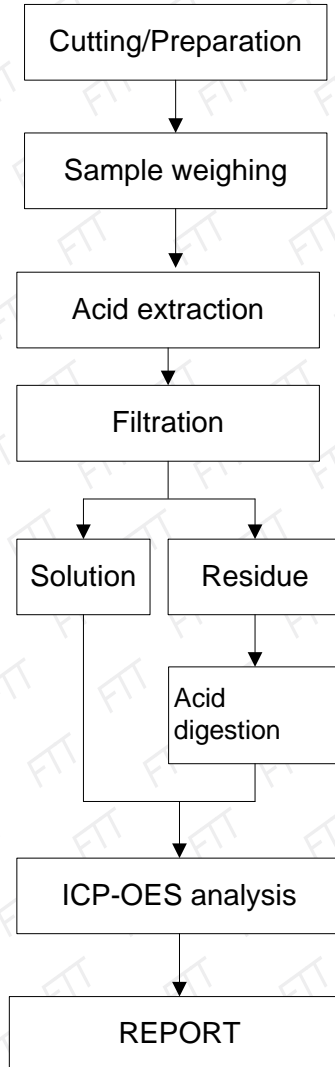 Cutting/Preparation
Sample weighing
Acid extraction
Filtration
Solution
Residue
Acid
digestion
ICP-OES analysis
REPORT